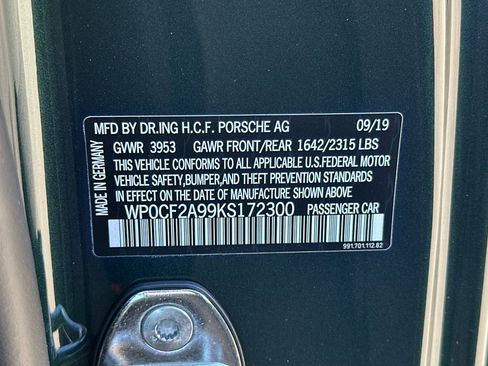 MFD BY DR.ING H.C.F. PORSCHE AG 09/19
GVWR 3953 GAWR FRONT/REAR 1642/2315 LBS
THIS VEHICLE CONFORMS TO ALL APPLICABLE U.S.FEDERAL MOTOR
VEHICLE SAFETY,BUMPER,AND THEFT PREVENTION STANDARDS
IN EFFECT ON THE DATE OF MANUFACTURE SHOWN ABOVE.
WP0CF2A99KS172300 PASSENGER CAR
991.701.112.82
MADE IN GERMANY